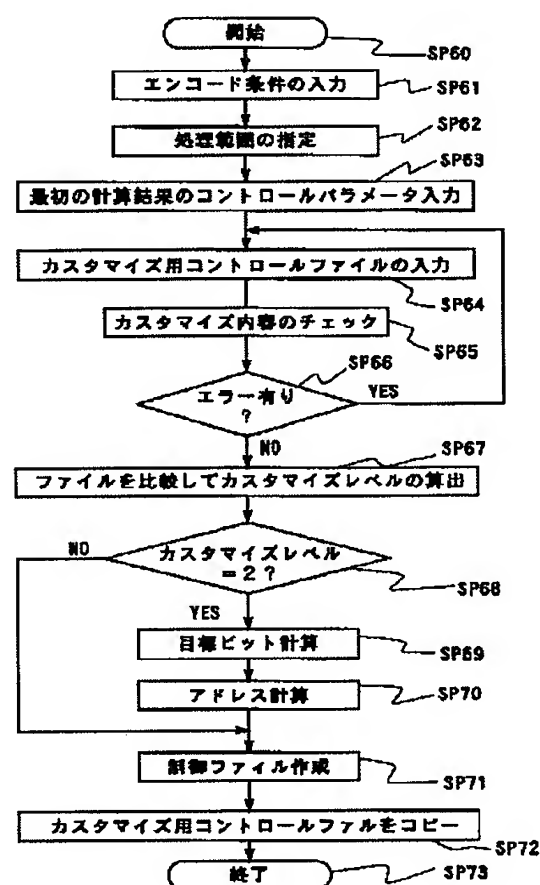 開始
SP60
エンコード条件の入力
SP61
処理範囲の指定
SP62
SP63
最初の計算結果のコントロールパラメータ入力
カスタマイズ用コントロールファイルの入力
SP64
カスタマイズ内容のチェック
SP65
SP66
エラー有り
?
YES
NO
SP67
ファイルを比較してカスタマイズレベルの算出
NO
カスタマイズレベル
=2?
SP68
YES
目標ビット計算
SP69
アドレス計算
SP70
制御ファイル作成
SP71
カスタマイズ用コントロールファルをコピー
SP72
終了
SP73